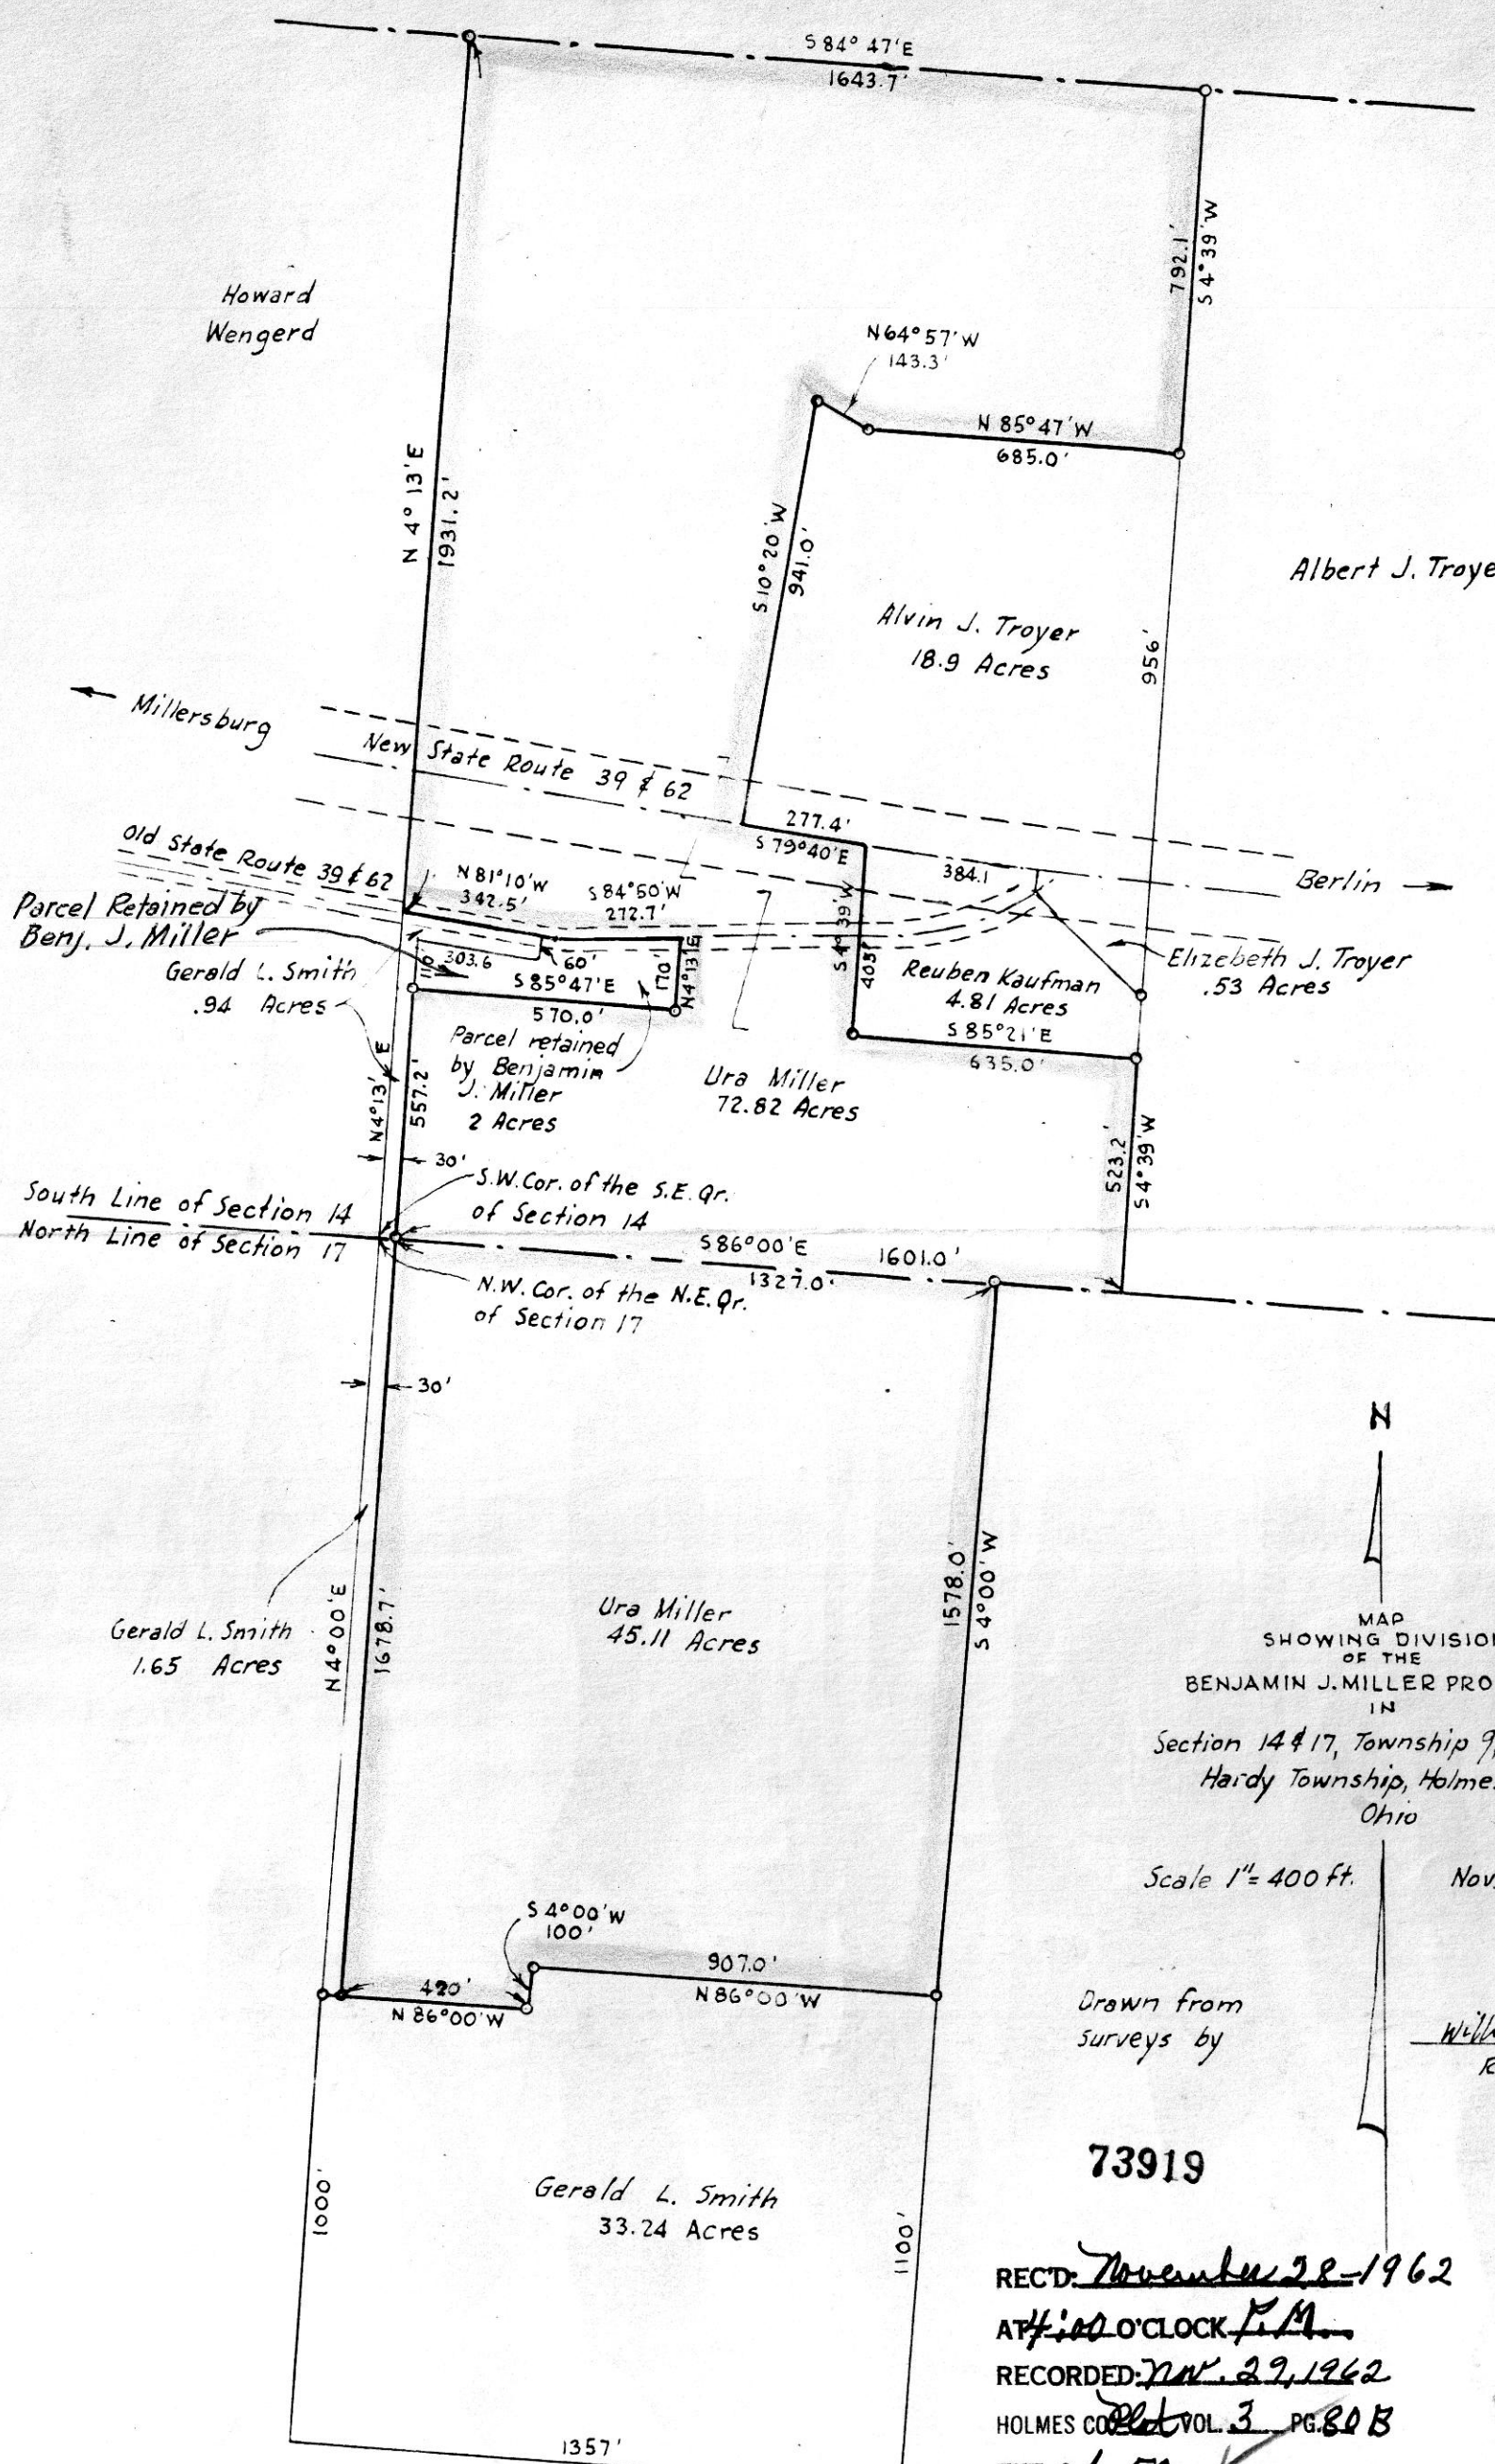 S 84° 47' E
1643.7'
792.1'
S 4° 39' W
Howard
Wengerd
N 64° 57' W
143.3'
N 85° 47' W
685.0'
N 4° 13' E
1931.2'
S 10° 20' W
941.0'
Albert J. Troye
Alvin J. Troyer
18.9 Acres
956'
Millersburg
New State Route 39 & 62
277.4'
S 79° 40' E
384.1
Berlin
Old State Route 39 & 62
N 81° 10' W
342.5'
S 84° 50' W
272.7'
Parcel Retained by
Benj. J. Miller
Gerald L. Smith
.94 Acres
110'
303.6
60'
170'
N 4° 13' E
S 85° 47' E
570.0'
S 4° 39' W
405'
Reuben Kaufman
4.81 Acres
Elizebeth J. Troyer
.53 Acres
S 85° 21' E
635.0'
Parcel retained
by Benjamin
J. Miller
2 Acres
Ura Miller
72.82 Acres
N 4° 13' E
557.2'
30'
523.2'
S 4° 39' W
South Line of Section 14
North Line of Section 17
S.W. Cor. of the S.E. Qr.
of Section 14
S 86° 00' E
1601.0'
1327.0'
N.W. Cor. of the N.E. Qr.
of Section 17
30'
N
1578.0'
S 4° 00' W
Gerald L. Smith
1.65 Acres
N 4° 00' E
1678.7'
Ura Miller
45.11 Acres
MAP
SHOWING DIVISIO
OF THE
BENJAMIN J. MILLER PRO
IN
Section 14 & 17, Township 9,
Hardy Township, Holme
Ohio
Scale 1" = 400 ft.
Nov.
S 4° 00' W
100'
907.0'
N 86° 00' W
420'
N 86° 00' W
Drawn from
surveys by
Will
R
73919
1000'
Gerald L. Smith
33.24 Acres
1100'
REC'D: November 28-1962
AT 4:00 O'CLOCK P.M.
RECORDED: Nov. 29, 1962
HOLMES CO. Plat VOL. 3 PG. 80 B
1357'